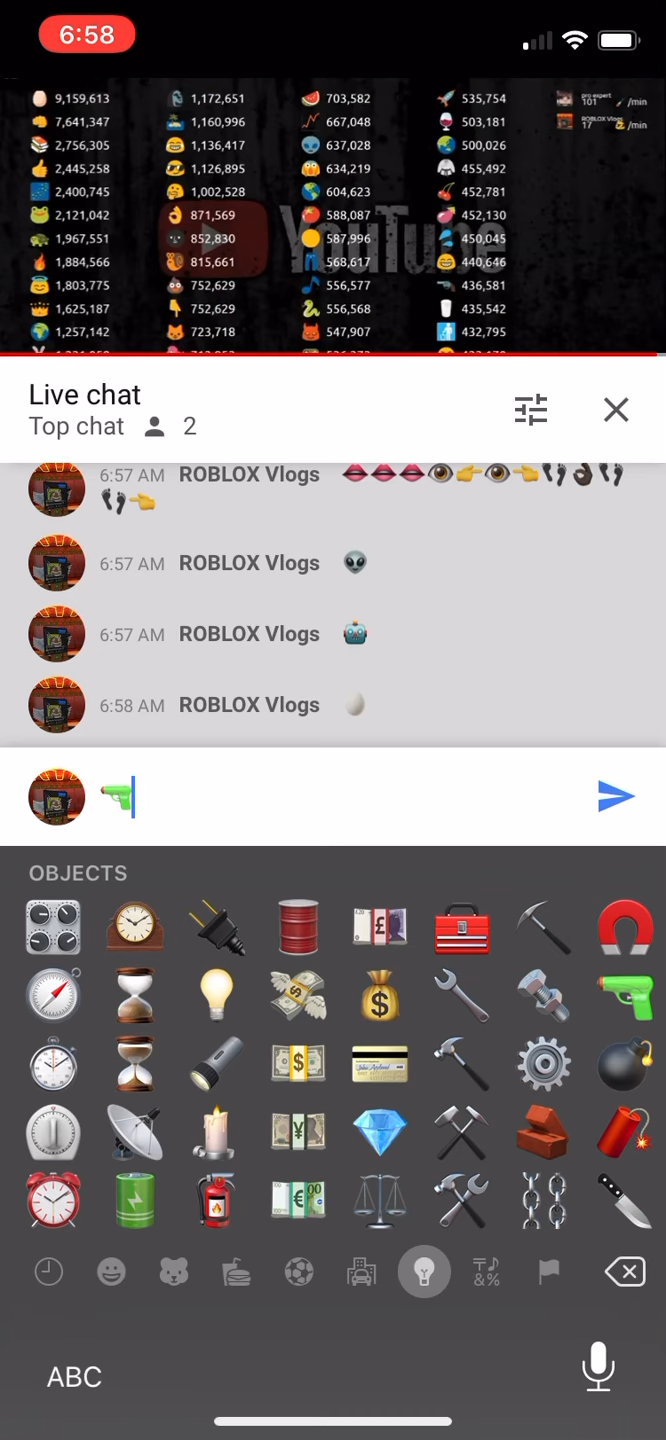 6:58
9,159,613 1,172,651 703,582 535,754 pro-expert
101 /min
7,641,347 1,160,996 667,048 503,181 ROBLOX Vlogs
17 /min
2,756,305 1,136,417 637,028 500,026
2,445,258 1,126,895 634,219 455,492
2,400,745 1,002,528 604,623 452,781
2,121,042 871,569 588,087 452,130
1,967,551 852,830 587,996 450,045
1,884,566 815,661 568,617 440,646
1,803,775 752,629 556,577 436,581
1,625,187 752,629 556,568 435,542
1,257,142 723,718 547,907 432,795
YouTube
Live chat
Top chat 2
6:57 AM ROBLOX Vlogs 👄👄👄👁👉👁👈👣👌🏿👣
👣👈
6:57 AM ROBLOX Vlogs 👽
6:57 AM ROBLOX Vlogs 🤖
6:58 AM ROBLOX Vlogs 🥚
🔫
OBJECTS
ABC